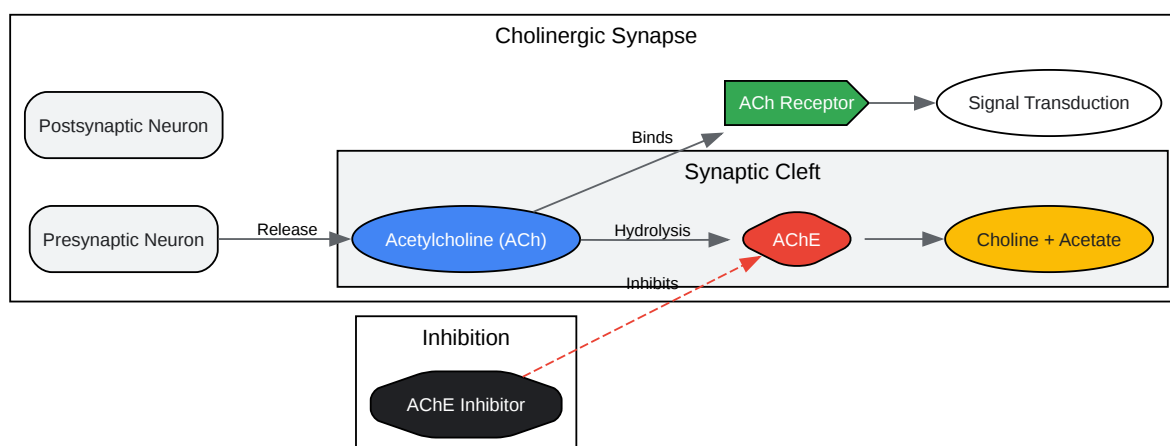 Cholinergic Synapse
ACh Receptor
Signal Transduction
Postsynaptic Neuron
Binds
Synaptic Cleft
Presynaptic Neuron
Release
Acetylcholine (ACh)
Hydrolysis
AChE
Choline + Acetate
Inhibits
Inhibition
AChE Inhibitor